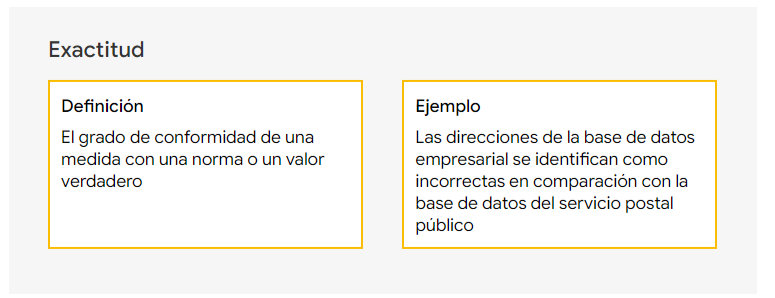 Exactitud
Definición
El grado de conformidad de una
medida con una norma o un valor
verdadero
Ejemplo
Las direcciones de la base de datos
empresarial se identifican como
incorrectas en comparación con la
base de datos del servicio postal
público